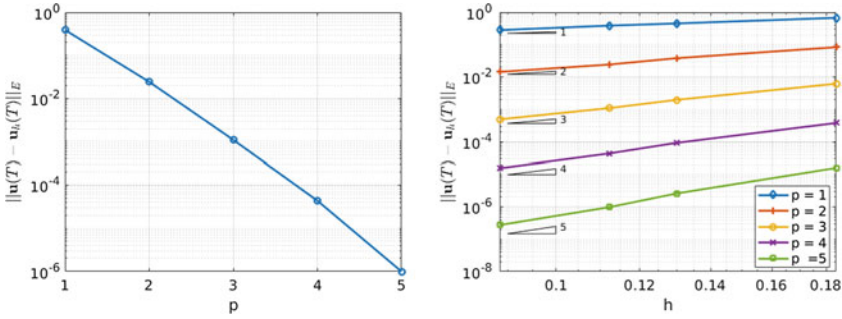 ||u(T) − u_h(T)||_E
10^0
10^-2
10^-4
10^-6
1
2
3
4
5
p
||u(T) − u_h(T)||_E
10^0
10^-2
10^-4
10^-6
10^-8
1
2
3
4
5
p = 1
p = 2
p = 3
p = 4
p =5
0.1
0.12
0.14
0.16
0.18
h